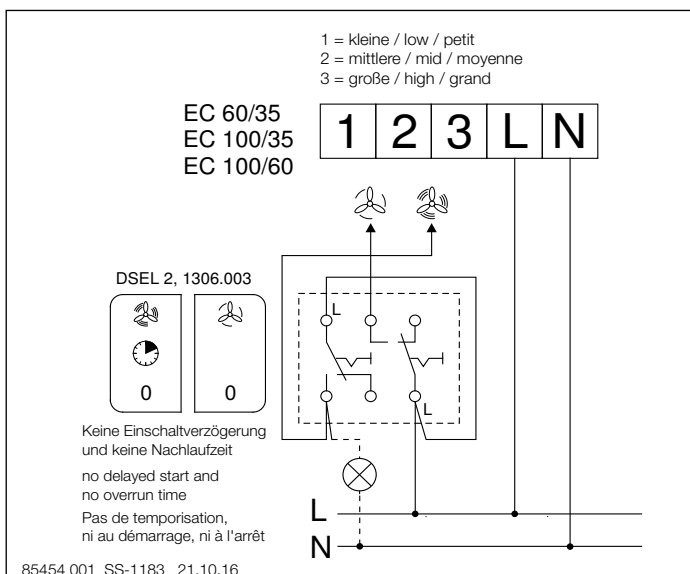 1 = kleine / low / petit
2 = mittlere / mid / moyenne
3 = große / high / grand
EC 60/35
EC 100/35
EC 100/60
1 2 3 L N
DSEL 2, 1306.003
0 0
L
L
Keine Einschaltverzögerung
und keine Nachlaufzeit
no delayed start and
no overrun time
Pas de temporisation,
ni au démarrage, ni à l'arrêt
L
N
85454 001 SS-1183 21.10.16